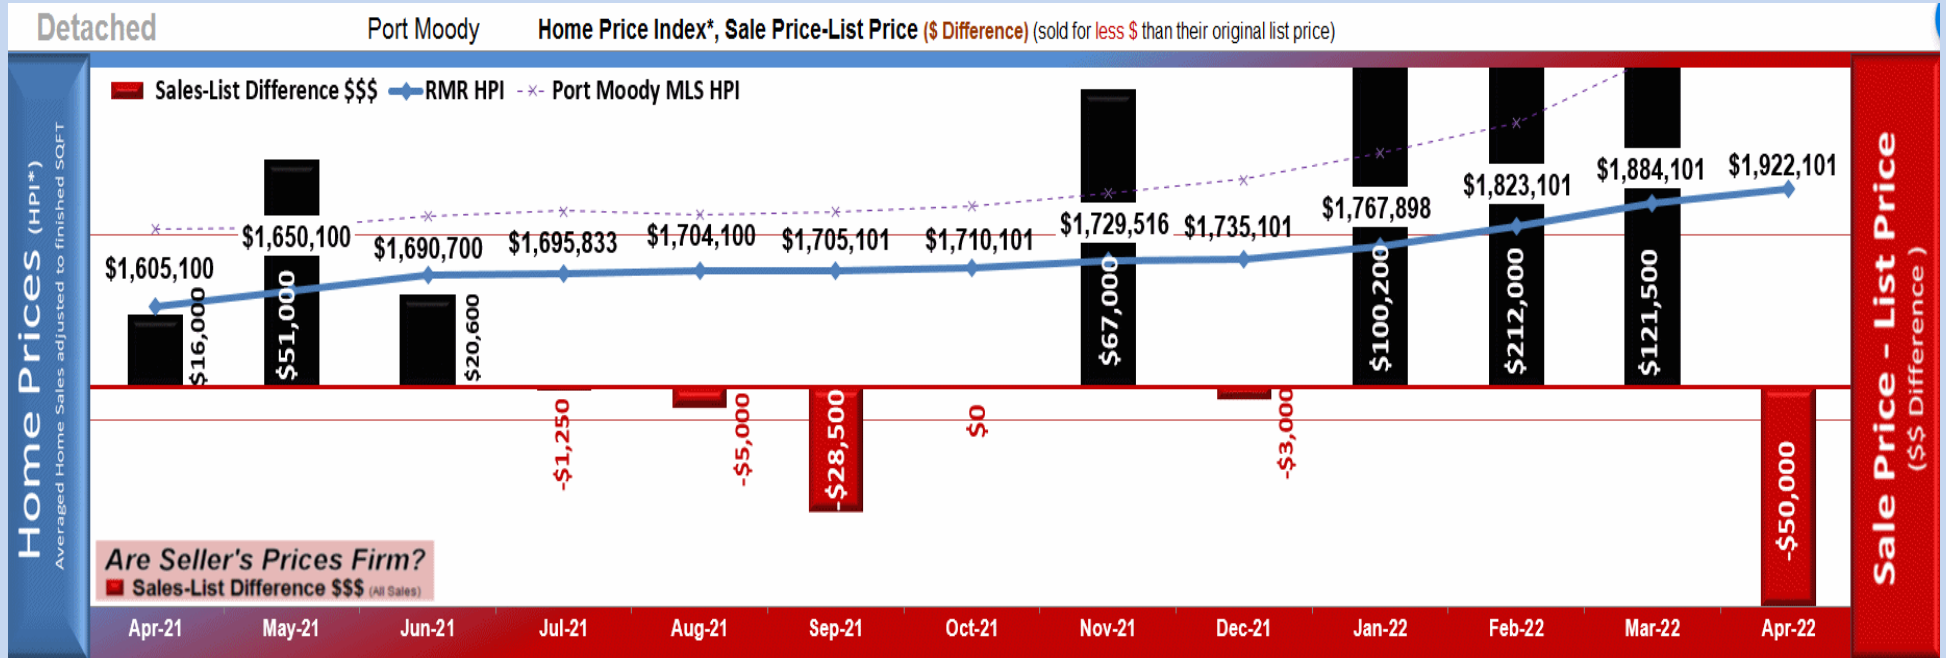 Detached
Port Moody
Home Price Index*, Sale Price-List Price ($ Difference) (sold for less $ than their original list price)
Home Prices (HPI*)
Averaged Home Sales adjusted to finished SQFT
Sales-List Difference $$$
RMR HPI
Port Moody MLS HPI
$1,605,100
$1,650,100
$1,690,700
$1,695,833
$1,704,100
$1,705,101
$1,710,101
$1,729,516
$1,735,101
$1,767,898
$1,823,101
$1,884,101
$1,922,101
$16,000
$51,000
$20,600
-$1,250
-$5,000
-$28,500
$0
$67,000
-$3,000
$100,200
$212,000
$121,500
-$50,000
Are Seller's Prices Firm?
Sales-List Difference $$$ (All Sales)
Apr-21
May-21
Jun-21
Jul-21
Aug-21
Sep-21
Oct-21
Nov-21
Dec-21
Jan-22
Feb-22
Mar-22
Apr-22
Sale Price - List Price
($$ Difference )